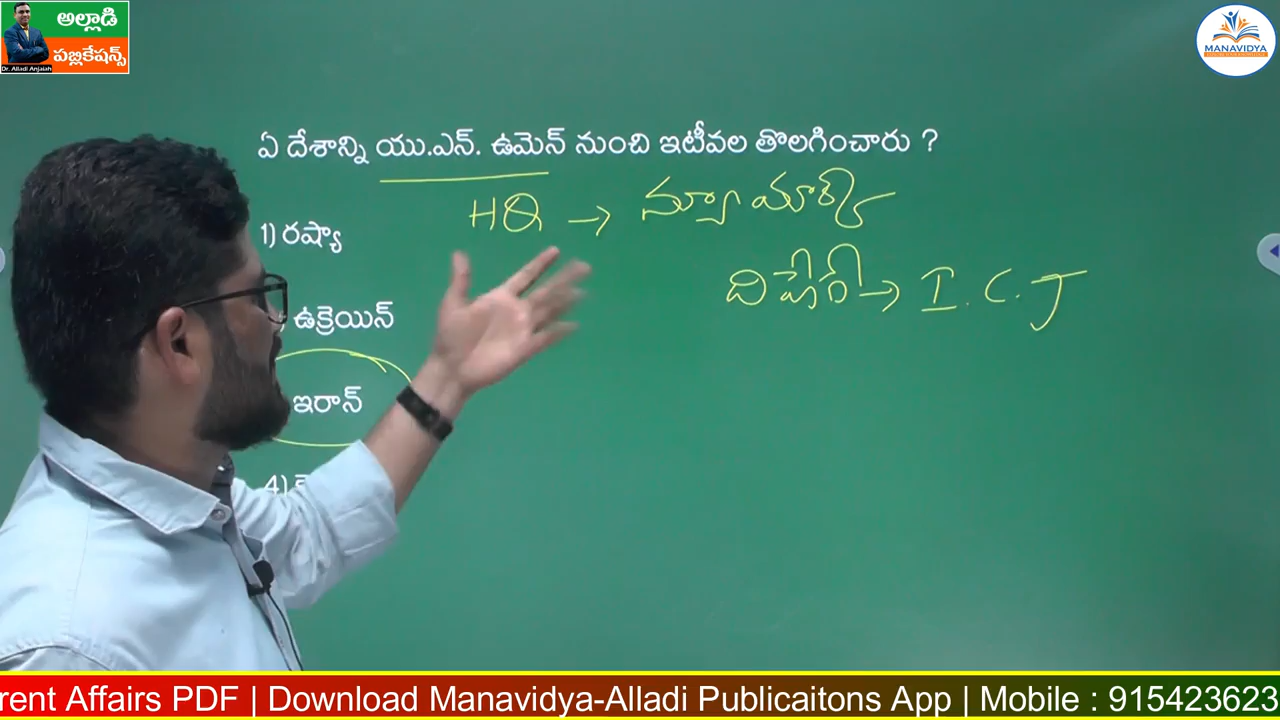 అల్లాడి
పబ్లికేషన్స్
Dr. Alladi Anjaiah
MANAVIDYA
ఏ దేశాన్ని యు.ఎన్. ఉమెన్ నుంచి ఇటీవల తొలగించారు ?
HQ → న్యూయార్క్
1) రష్యా
ది హేగ్ → I.C.J
ఉక్రెయిన్
ఇరాన్
4)
rent Affairs PDF | Download Manavidya-Alladi Publicaitons App | Mobile : 915423623